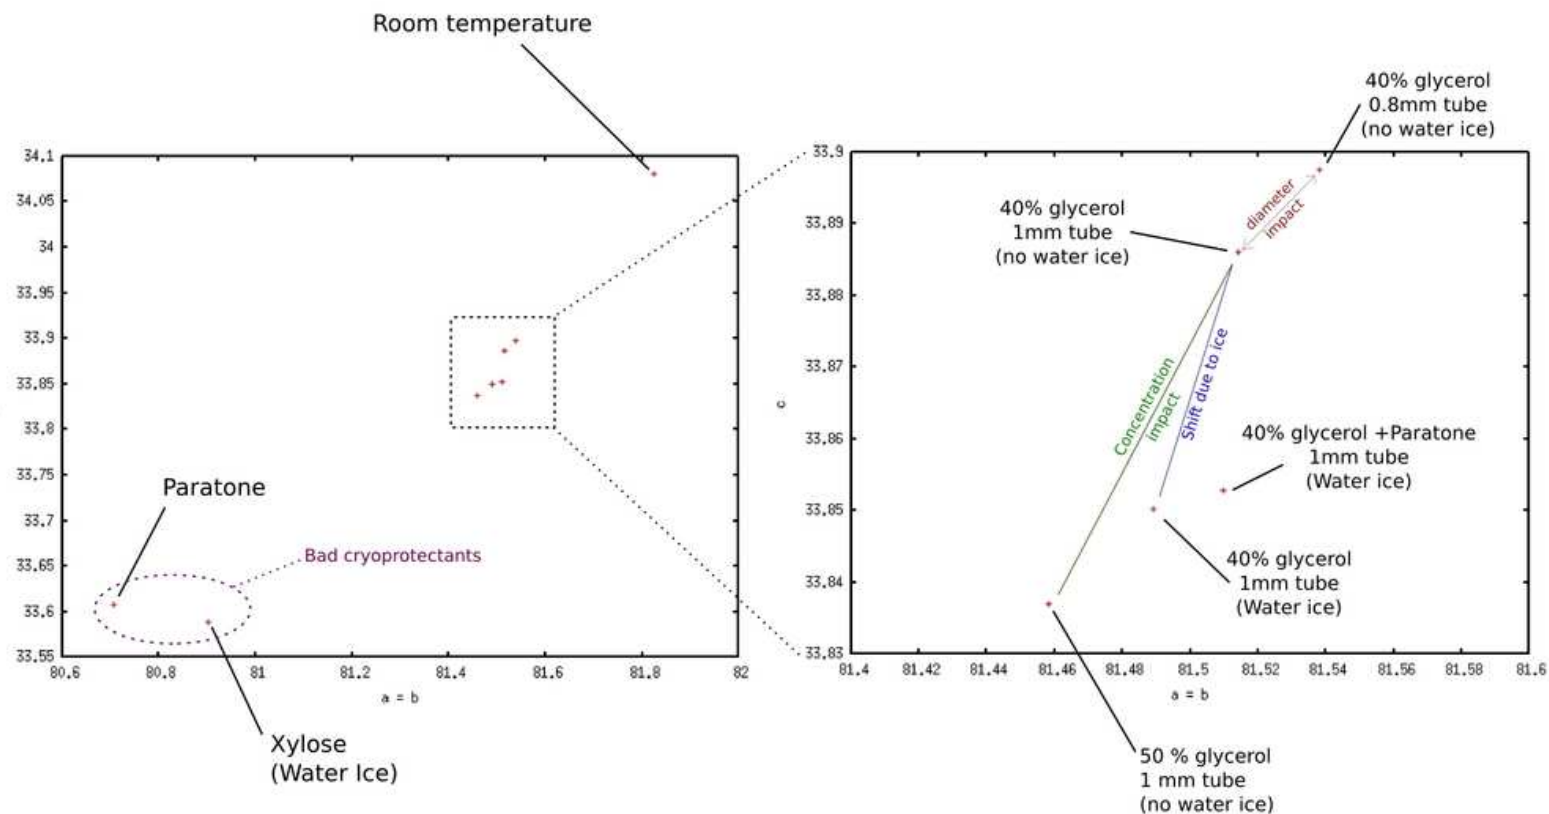 Room temperature
34.1
34.05
34
33.95
33.9
33.85
33.8
33.75
33.7
33.65
33.6
33.55
80.6
80.8
81
81.2
81.4
81.6
81.8
82
a = b
Paratone
Bad cryoprotectants
Xylose
(Water Ice)
c
33.9
33.89
33.88
33.87
33.86
33.85
33.84
33.83
81.4
81.42
81.44
81.46
81.48
81.5
81.52
81.54
81.56
81.58
81.6
a = b
40% glycerol
0.8mm tube
(no water ice)
diameter
impact
40% glycerol
1mm tube
(no water ice)
Concentration
impact
Shift due to ice
40% glycerol +Paratone
1mm tube
(Water ice)
40% glycerol
1mm tube
(Water ice)
50 % glycerol
1 mm tube
(no water ice)